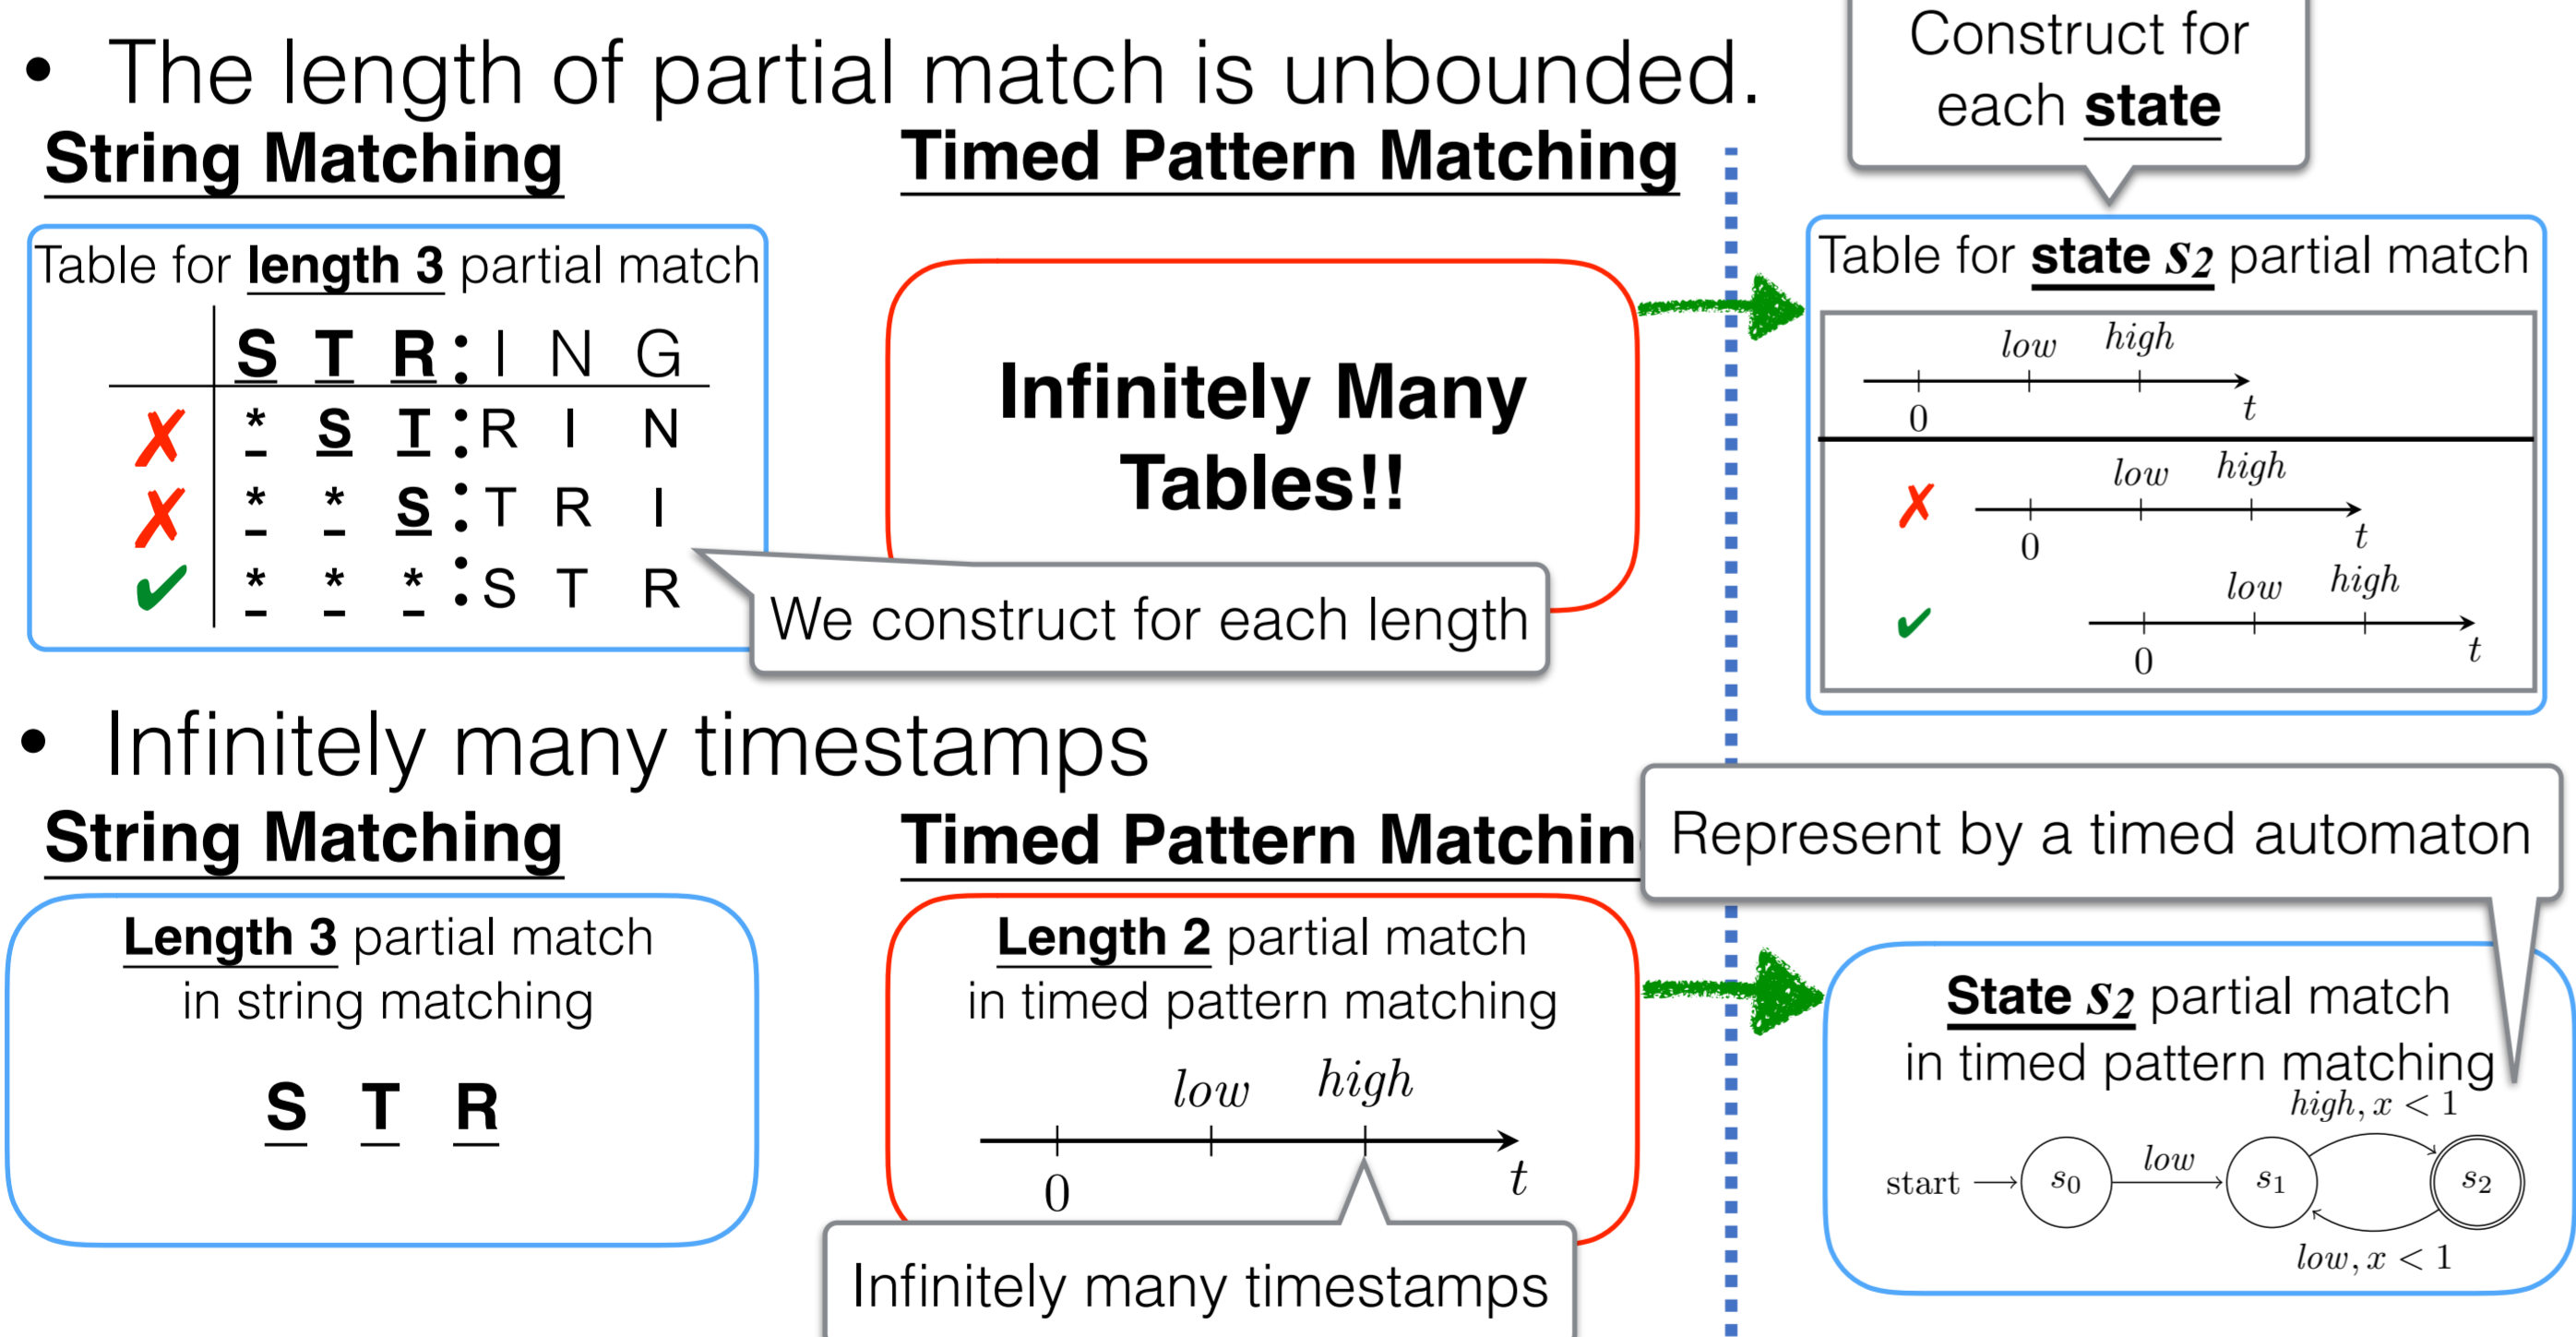 • The length of partial match is unbounded.
String Matching
Table for length 3 partial match
S T R : I N G
✗ * S T : R I N
✗ * * S : T R I
✔ * * * : S T R
We construct for each length
Timed Pattern Matching
Infinitely Many
Tables!!
Construct for
each state
Table for state s2 partial match
low high
0 t
✗ low high
0 t
✔ low high
0 t
• Infinitely many timestamps
String Matching
Length 3 partial match
in string matching
S T R
Timed Pattern Matchin
Length 2 partial match
in timed pattern matching
low high
0 t
Infinitely many timestamps
Represent by a timed automaton
State s2 partial match
in timed pattern matching
high, x < 1
start s0 low s1 s2
low, x < 1